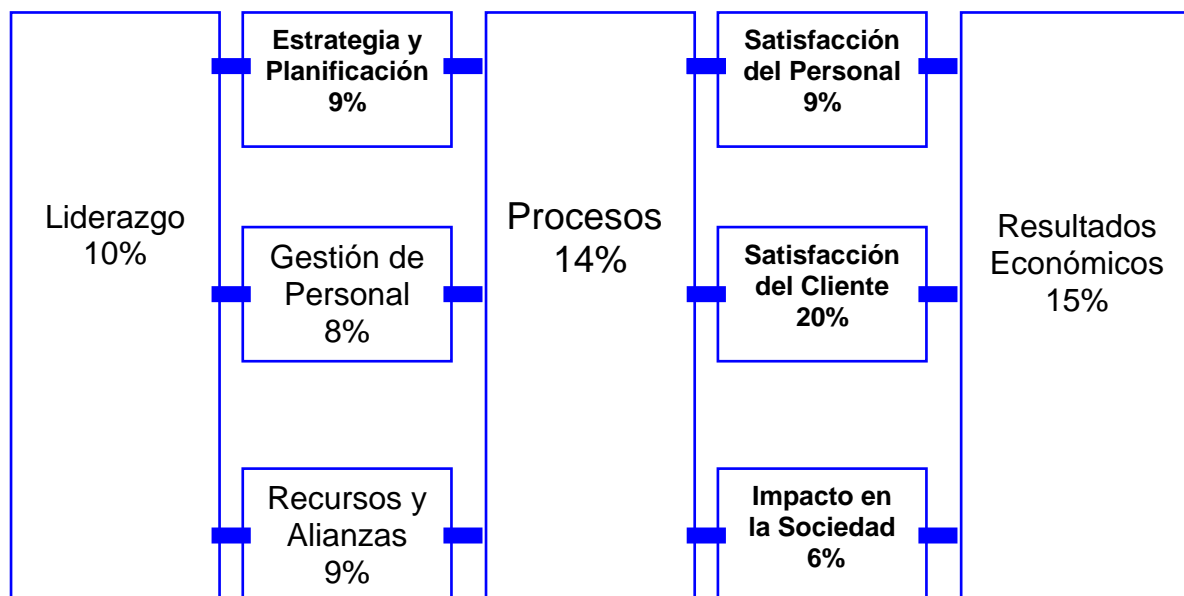 Liderazgo
10%
Estrategia y
Planificación
9%
Gestión de
Personal
8%
Recursos y
Alianzas
9%
Procesos
14%
Satisfacción
del Personal
9%
Satisfacción
del Cliente
20%
Impacto en
la Sociedad
6%
Resultados
Económicos
15%